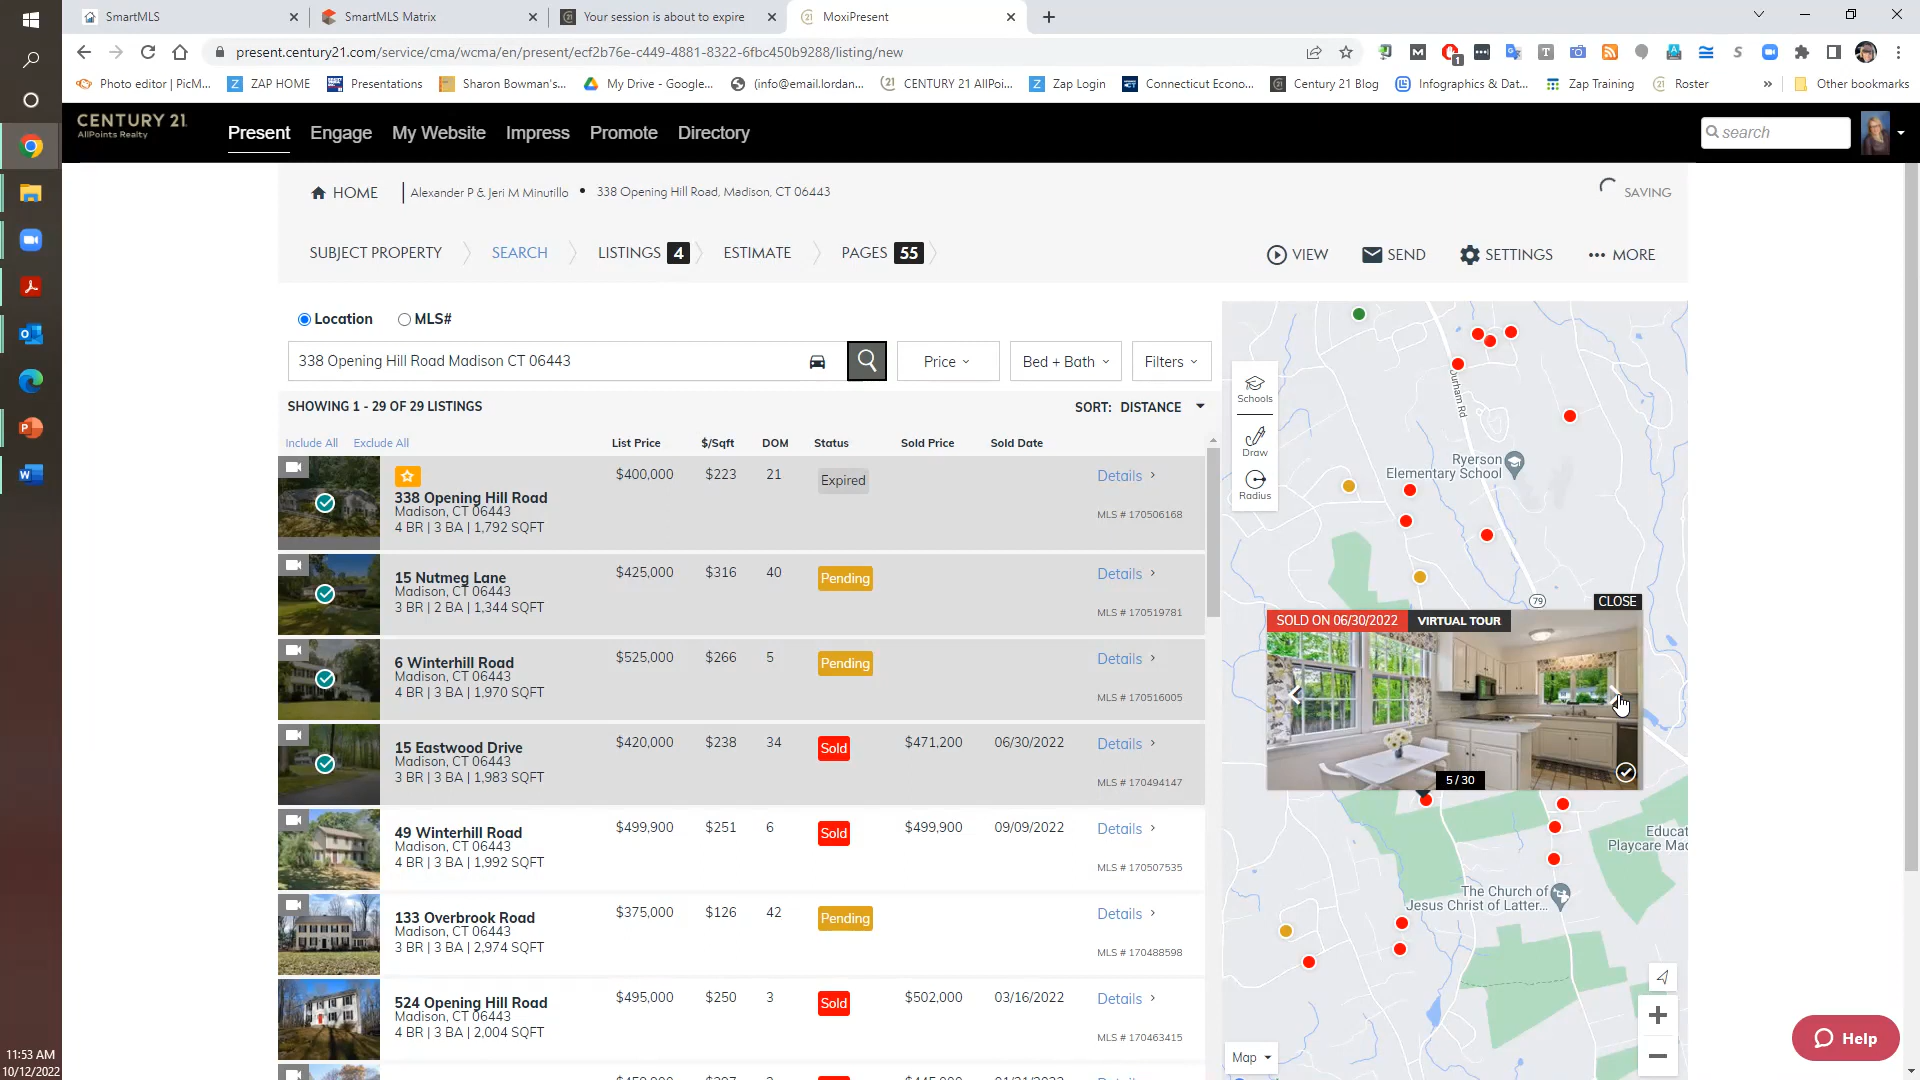 SmartMLS
SmartMLS Matrix
Your session is about to expire
MoxiPresent
present.century21.com/service/cma/wcma/en/present/ecf2b76e-c449-4881-8322-6fbc450b9288/listing/new
Photo editor | PicM...
ZAP HOME
Presentations
Sharon Bowman's...
My Drive - Google...
(info@email.lordan...
CENTURY 21 AllPoi...
Zap Login
Connecticut Econo...
Century 21 Blog
Infographics & Dat...
Zap Training
Roster
»
Other bookmarks
CENTURY 21.
AllPoints Realty
Present
Engage
My Website
Impress
Promote
Directory
search
HOME
Alexander P & Jeri M Minutillo • 338 Opening Hill Road, Madison, CT 06443
SAVING
SUBJECT PROPERTY
SEARCH
LISTINGS 4
ESTIMATE
PAGES 55
VIEW
SEND
SETTINGS
MORE
Location
MLS#
338 Opening Hill Road Madison CT 06443
Price
Bed + Bath
Filters
SHOWING 1 - 29 OF 29 LISTINGS
SORT: DISTANCE
Include All
Exclude All
List Price
$/Sqft
DOM
Status
Sold Price
Sold Date
338 Opening Hill Road
Madison, CT 06443
4 BR | 3 BA | 1,792 SQFT
$400,000
$223
21
Expired
Details
MLS # 170506168
15 Nutmeg Lane
Madison, CT 06443
3 BR | 2 BA | 1,344 SQFT
$425,000
$316
40
Pending
Details
MLS # 170519781
6 Winterhill Road
Madison, CT 06443
4 BR | 3 BA | 1,970 SQFT
$525,000
$266
5
Pending
Details
MLS # 170516005
15 Eastwood Drive
Madison, CT 06443
3 BR | 3 BA | 1,983 SQFT
$420,000
$238
34
Sold
$471,200
06/30/2022
Details
MLS # 170494147
49 Winterhill Road
Madison, CT 06443
4 BR | 3 BA | 1,992 SQFT
$499,900
$251
6
Sold
$499,900
09/09/2022
Details
MLS # 170507535
133 Overbrook Road
Madison, CT 06443
3 BR | 3 BA | 2,974 SQFT
$375,000
$126
42
Pending
Details
MLS # 170488598
524 Opening Hill Road
Madison, CT 06443
4 BR | 3 BA | 2,004 SQFT
$495,000
$250
3
Sold
$502,000
03/16/2022
Details
MLS # 170463415
Schools
Draw
Radius
Durham Rd
Ryerson
Elementary School
79
CLOSE
SOLD ON 06/30/2022
VIRTUAL TOUR
5 / 30
Educat
Playcare Mad
The Church of
Jesus Christ of Latter...
Map
Help
11:53 AM
10/12/2022